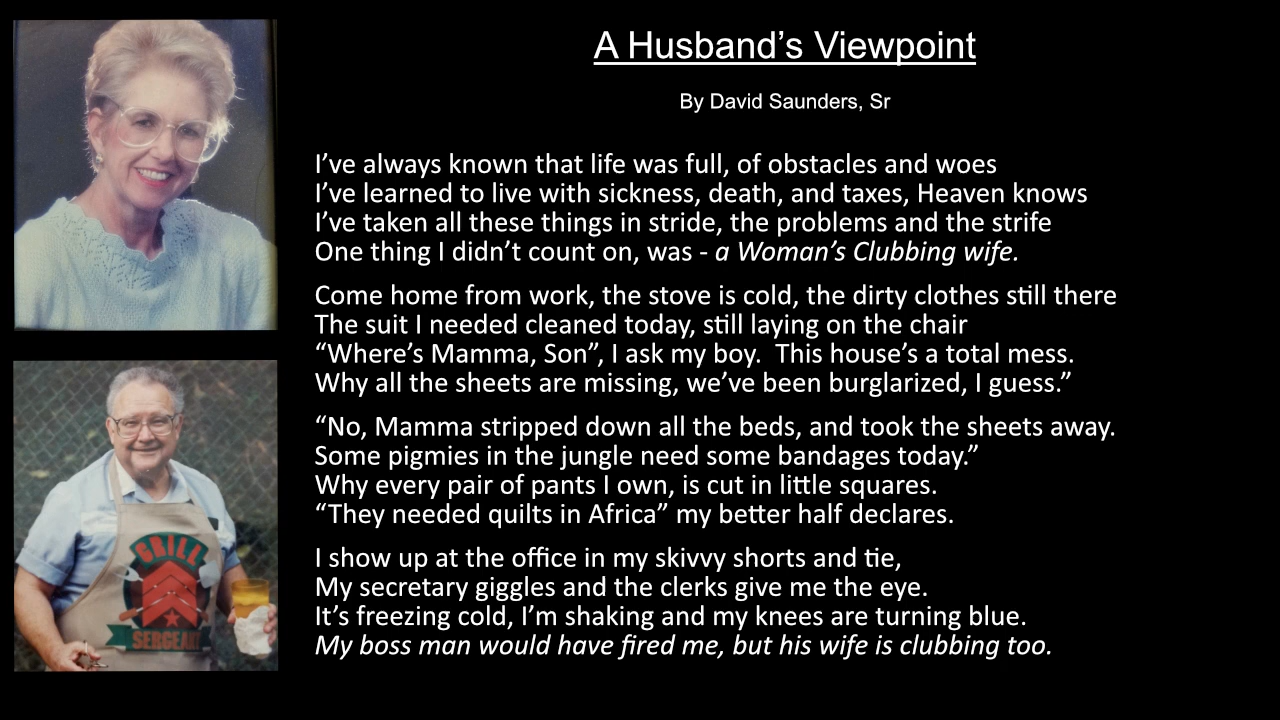 A Husband’s Viewpoint
By David Saunders, Sr
I’ve always known that life was full, of obstacles and woes
I’ve learned to live with sickness, death, and taxes, Heaven knows
I’ve taken all these things in stride, the problems and the strife
One thing I didn’t count on, was - a Woman’s Clubbing wife.
Come home from work, the stove is cold, the dirty clothes still there
The suit I needed cleaned today, still laying on the chair
“Where’s Mamma, Son”, I ask my boy.  This house’s a total mess.
Why all the sheets are missing, we’ve been burglarized, I guess.”
“No, Mamma stripped down all the beds, and took the sheets away.
Some pigmies in the jungle need some bandages today.”
Why every pair of pants I own, is cut in little squares.
“They needed quilts in Africa” my better half declares.
I show up at the office in my skivvy shorts and tie,
My secretary giggles and the clerks give me the eye.
It’s freezing cold, I’m shaking and my knees are turning blue.
My boss man would have fired me, but his wife is clubbing too.
GRILL
SERGEANT